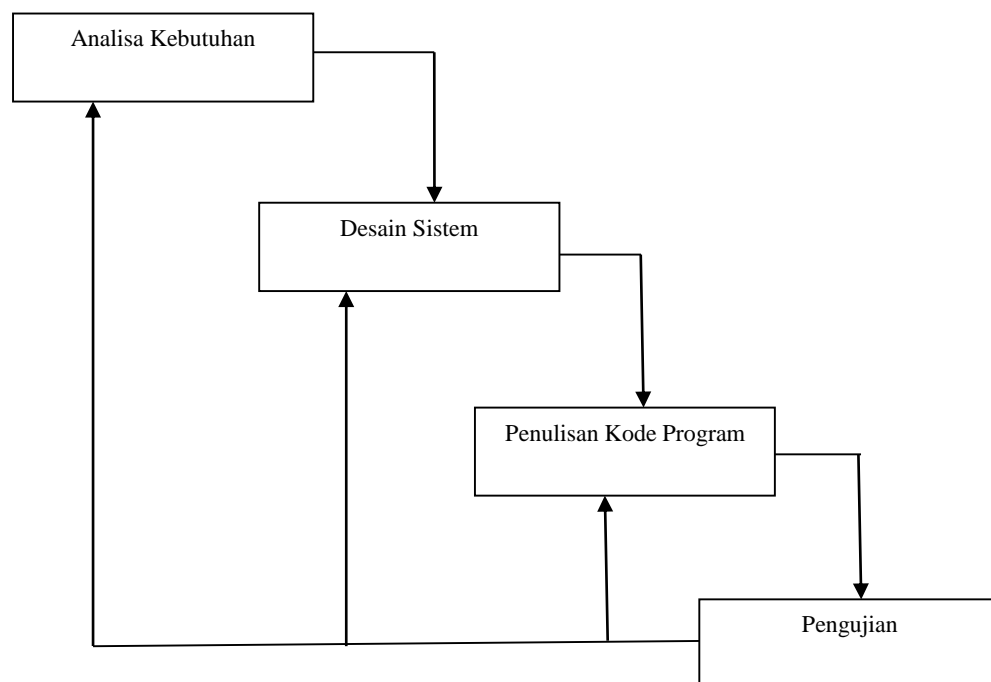 Analisa Kebutuhan
Desain Sistem
Penulisan Kode Program
Pengujian